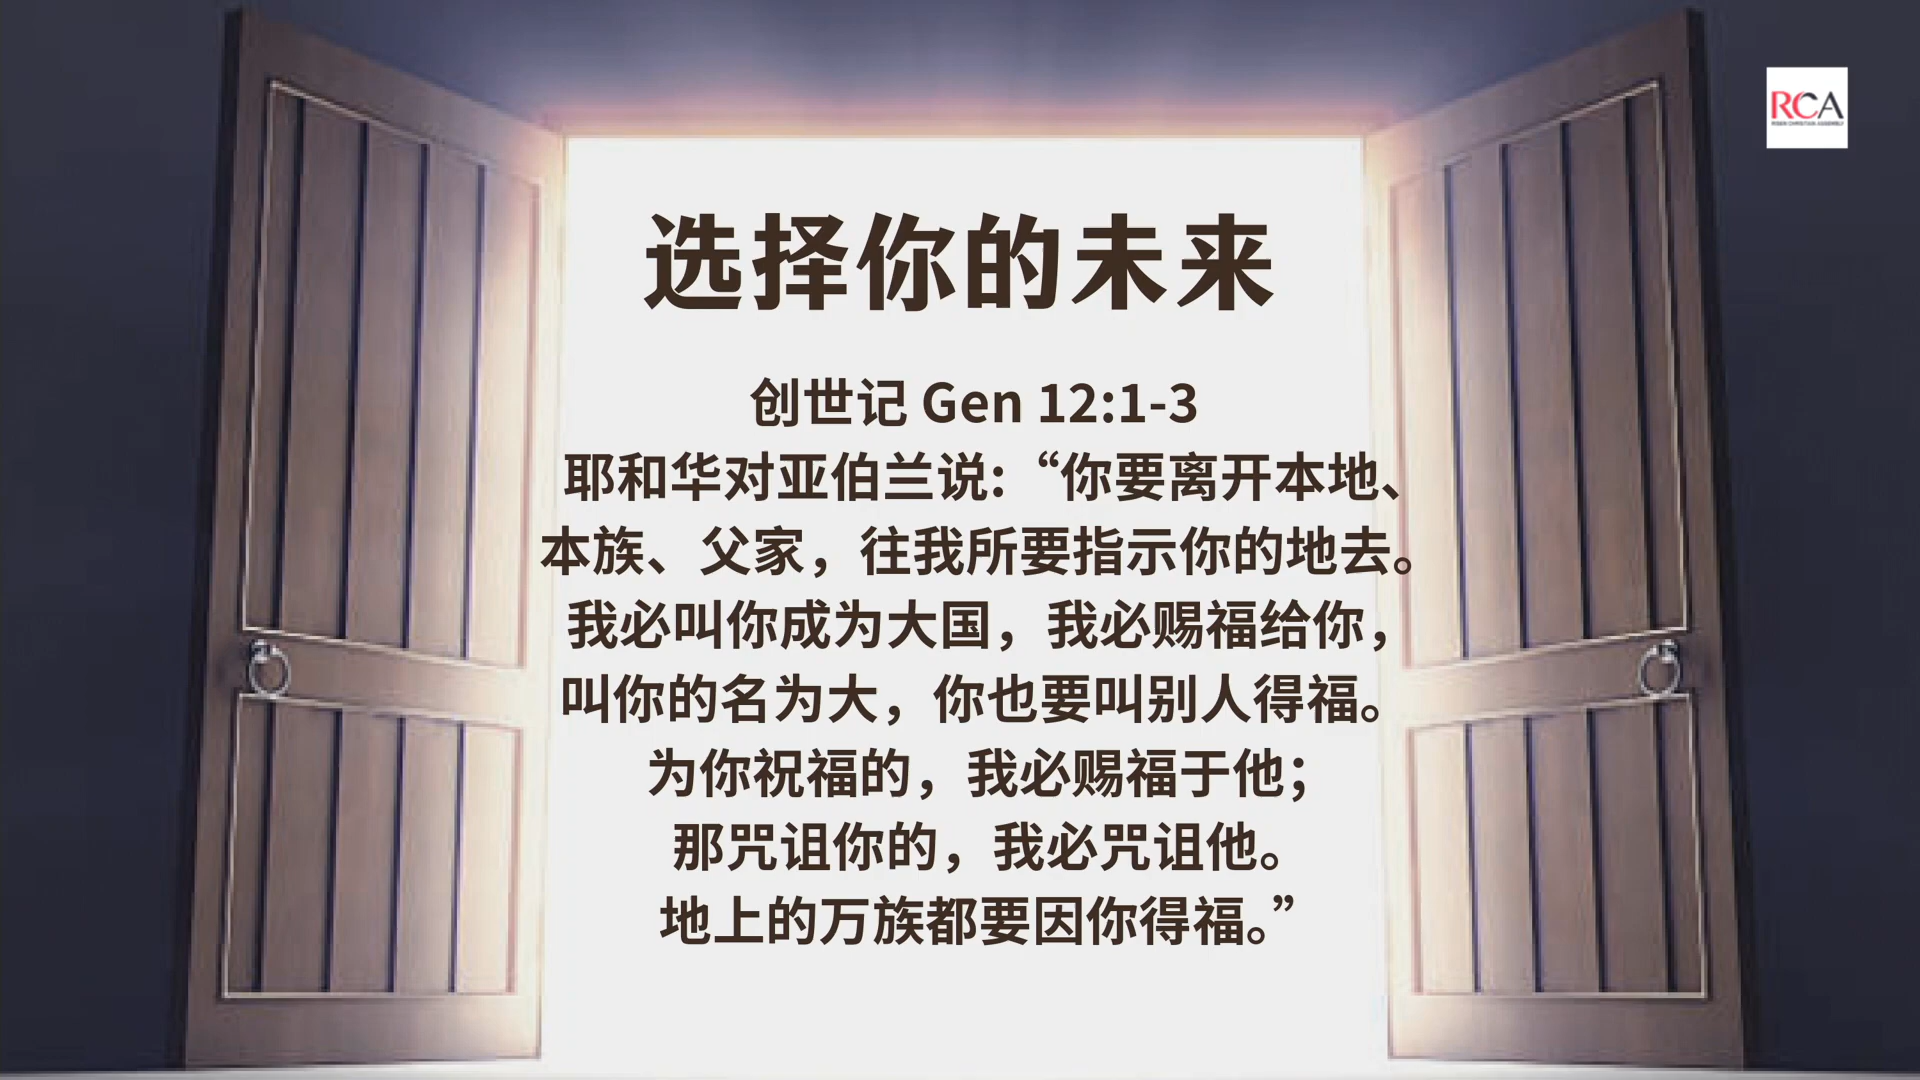 RCA
RISEN CHRISTIAN ASSEMBLY
选择你的未来
创世记 Gen 12:1-3
耶和华对亚伯兰说:“你要离开本地、
本族、父家，往我所要指示你的地去。
我必叫你成为大国，我必赐福给你，
叫你的名为大，你也要叫别人得福。
为你祝福的，我必赐福于他；
那咒诅你的，我必咒诅他。
地上的万族都要因你得福。”